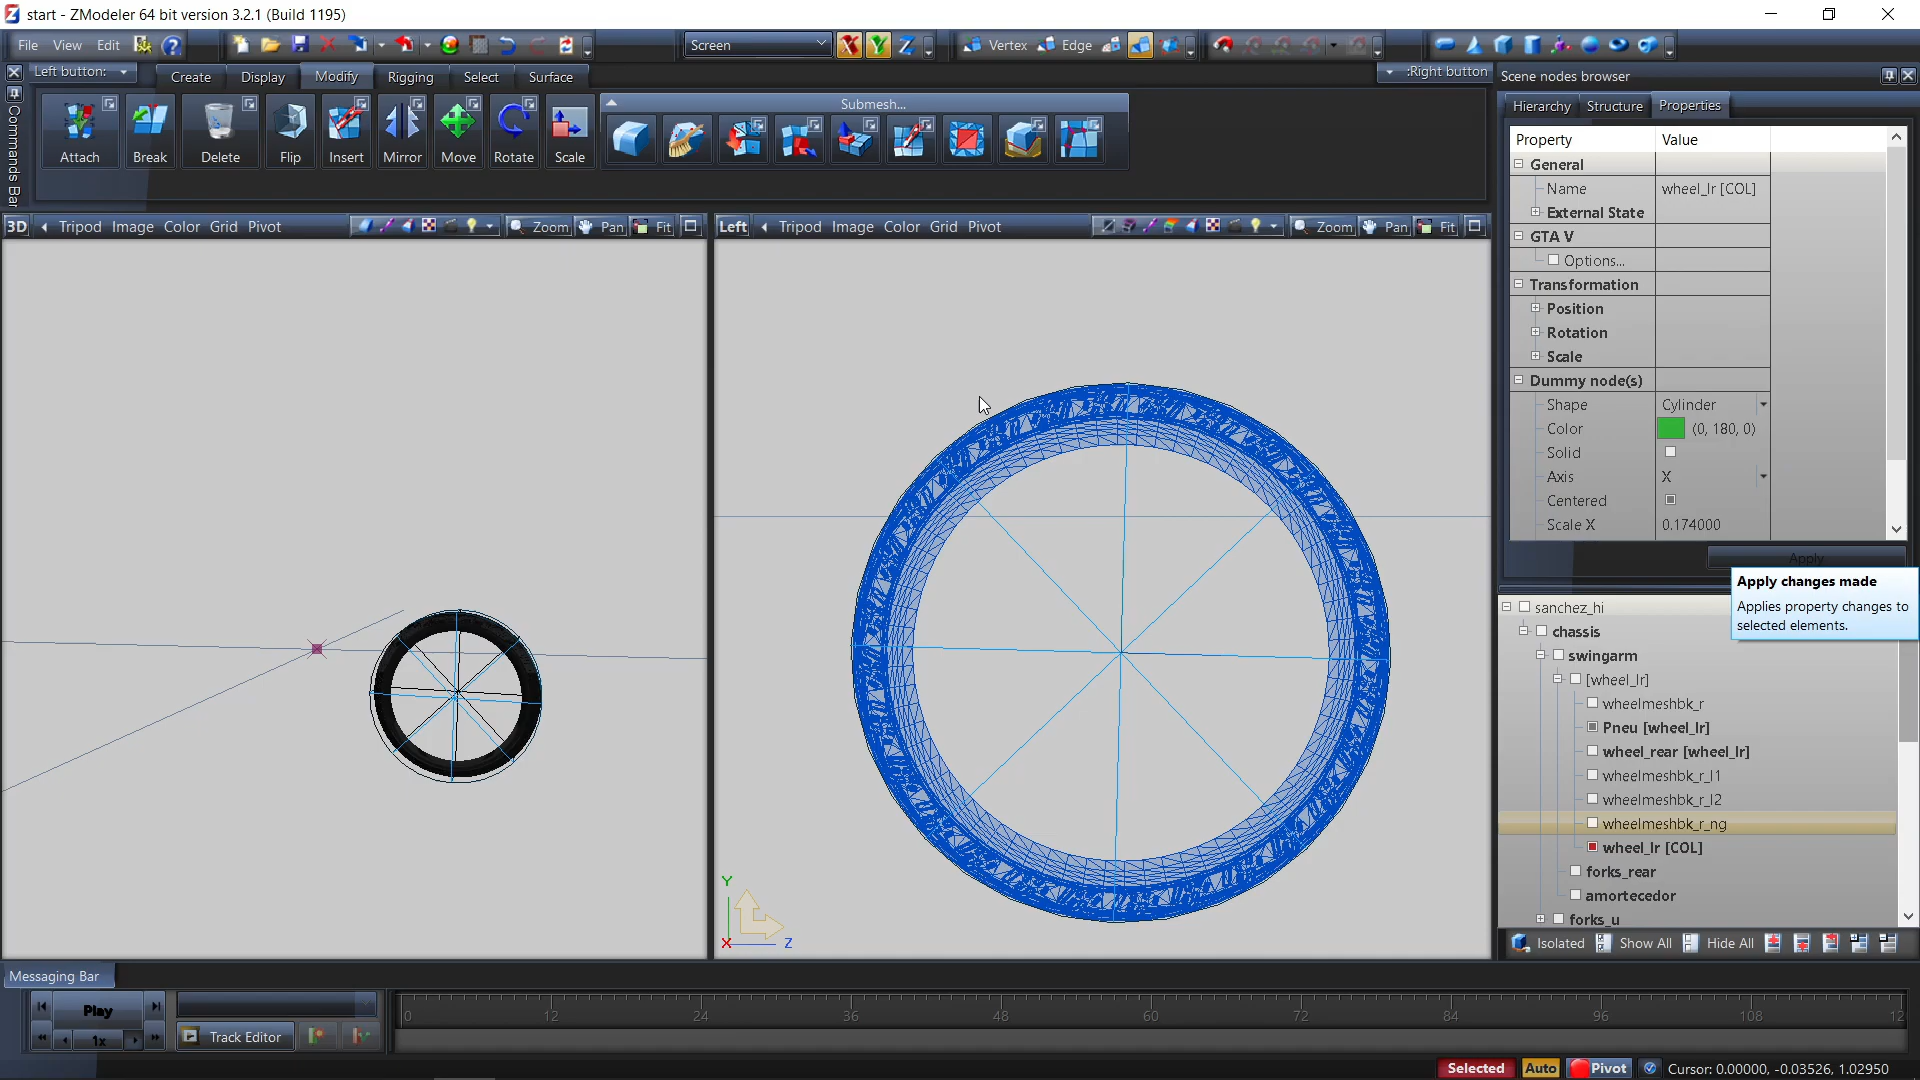 start - ZModeler 64 bit version 3.2.1 (Build 1195)
File View Edit Screen X Y Z Vertex Edge
Left button: Create Display Modify Rigging Select Surface :Right button
Commands Bar
Attach Break Delete Flip Insert Mirror Move Rotate Scale
Submesh...
3D Tripod Image Color Grid Pivot Zoom Pan Fit
Left Tripod Image Color Grid Pivot Zoom Pan Fit
Y
X
Z
Scene nodes browser
Hierarchy Structure Properties
Property Value
General
Name wheel_lr [COL]
External State
GTA V
Options...
Transformation
Position
Rotation
Scale
Dummy node(s)
Shape Cylinder
Color (0, 180, 0)
Solid
Axis X
Centered
Scale X 0.174000
Apply
Apply changes made
Applies property changes to
selected elements.
sanchez_hi
chassis
swingarm
[wheel_lr]
wheelmeshbk_r
Pneu [wheel_lr]
wheel_rear [wheel_lr]
wheelmeshbk_r_l1
wheelmeshbk_r_l2
wheelmeshbk_r_ng
wheel_lr [COL]
forks_rear
amortecedor
forks_u
Isolated Show All Hide All
Messaging Bar
Play
1x
Track Editor
0 12 24 36 48 60 72 84 96 108 12
Selected Auto Pivot Cursor: 0.00000, -0.03526, 1.02950